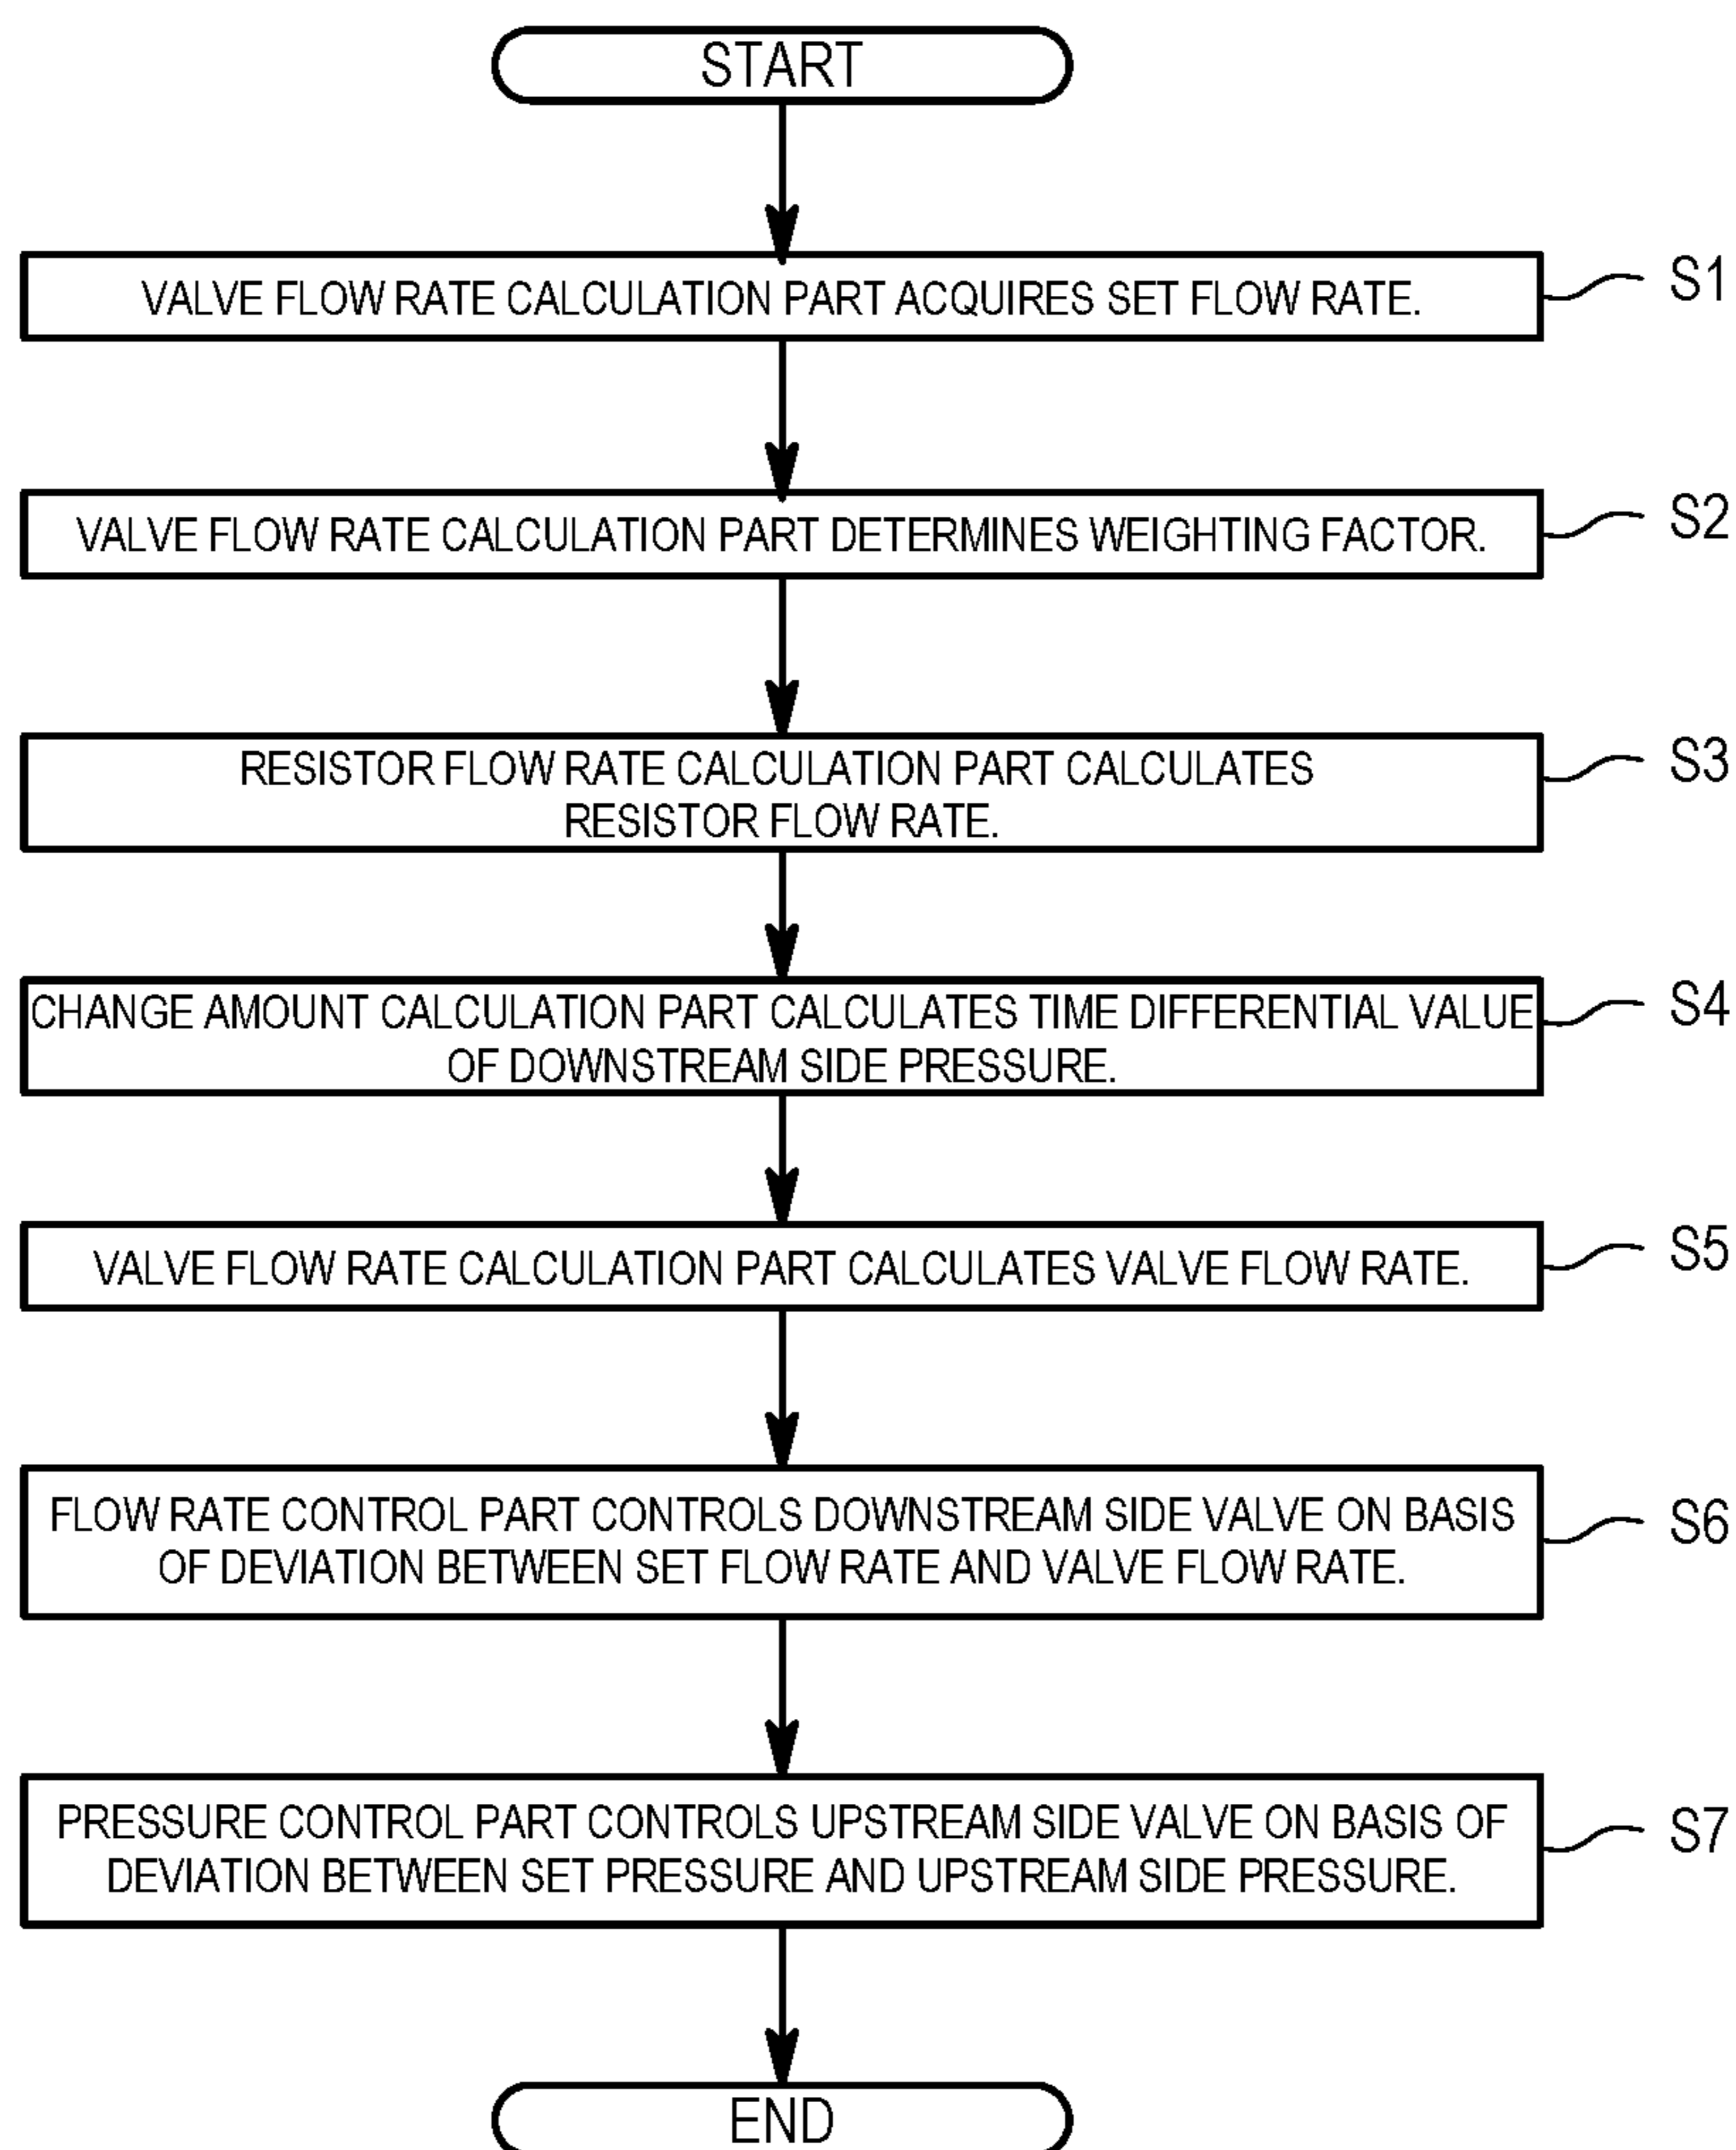 START
VALVE FLOW RATE CALCULATION PART ACQUIRES SET FLOW RATE.
S1
VALVE FLOW RATE CALCULATION PART DETERMINES WEIGHTING FACTOR.
S2
RESISTOR FLOW RATE CALCULATION PART CALCULATES
RESISTOR FLOW RATE.
S3
CHANGE AMOUNT CALCULATION PART CALCULATES TIME DIFFERENTIAL VALUE
OF DOWNSTREAM SIDE PRESSURE.
S4
VALVE FLOW RATE CALCULATION PART CALCULATES VALVE FLOW RATE.
S5
FLOW RATE CONTROL PART CONTROLS DOWNSTREAM SIDE VALVE ON BASIS
OF DEVIATION BETWEEN SET FLOW RATE AND VALVE FLOW RATE.
S6
PRESSURE CONTROL PART CONTROLS UPSTREAM SIDE VALVE ON BASIS OF
DEVIATION BETWEEN SET PRESSURE AND UPSTREAM SIDE PRESSURE.
S7
END